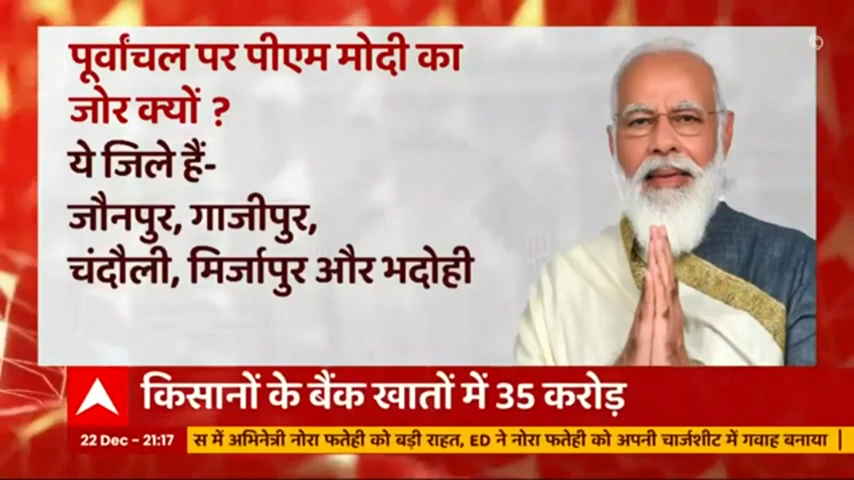 पूर्वांचल पर पीएम मोदी का
जोर क्यों ?
ये जिले हैं-
जौनपुर, गाजीपुर,
चंदौली, मिर्जापुर और भदोही
किसानों के बैंक खातों में 35 करोड़
22 Dec - 21:17
स में अभिनेत्री नोरा फतेही को बड़ी राहत, ED ने नोरा फतेही को अपनी चार्जशीट में गवाह बनाया